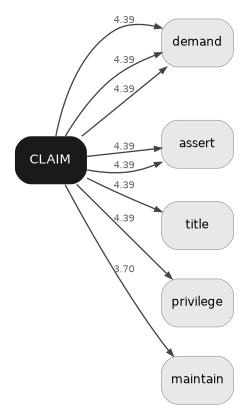 4.39
demand
4.39
4.39
assert
4.39
CLAIM
4.39
4.39
title
4.39
privilege
3.70
maintain